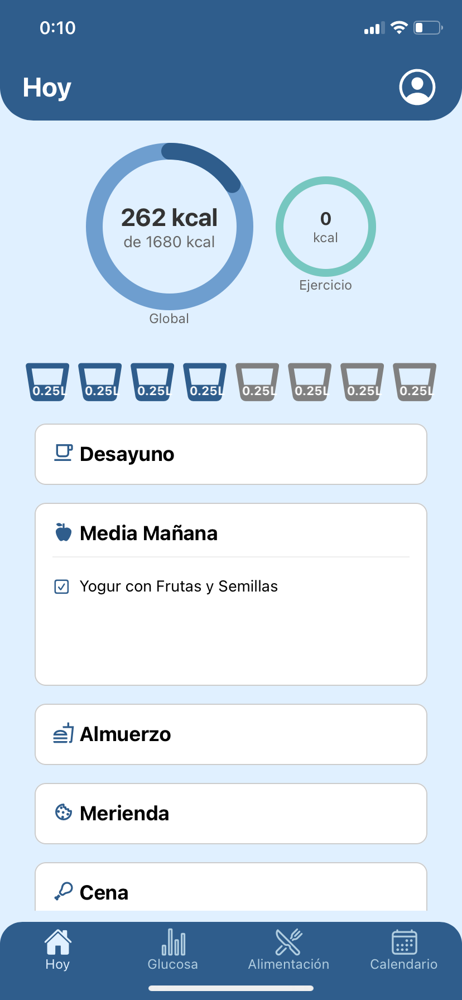 0:10
Hoy
262 kcal
de 1680 kcal
Global
0
kcal
Ejercicio
0.25L 0.25L 0.25L 0.25L 0.25L 0.25L 0.25L 0.25L
Desayuno
Media Mañana
Yogur con Frutas y Semillas
Almuerzo
Merienda
Cena
Hoy Glucosa Alimentación Calendario